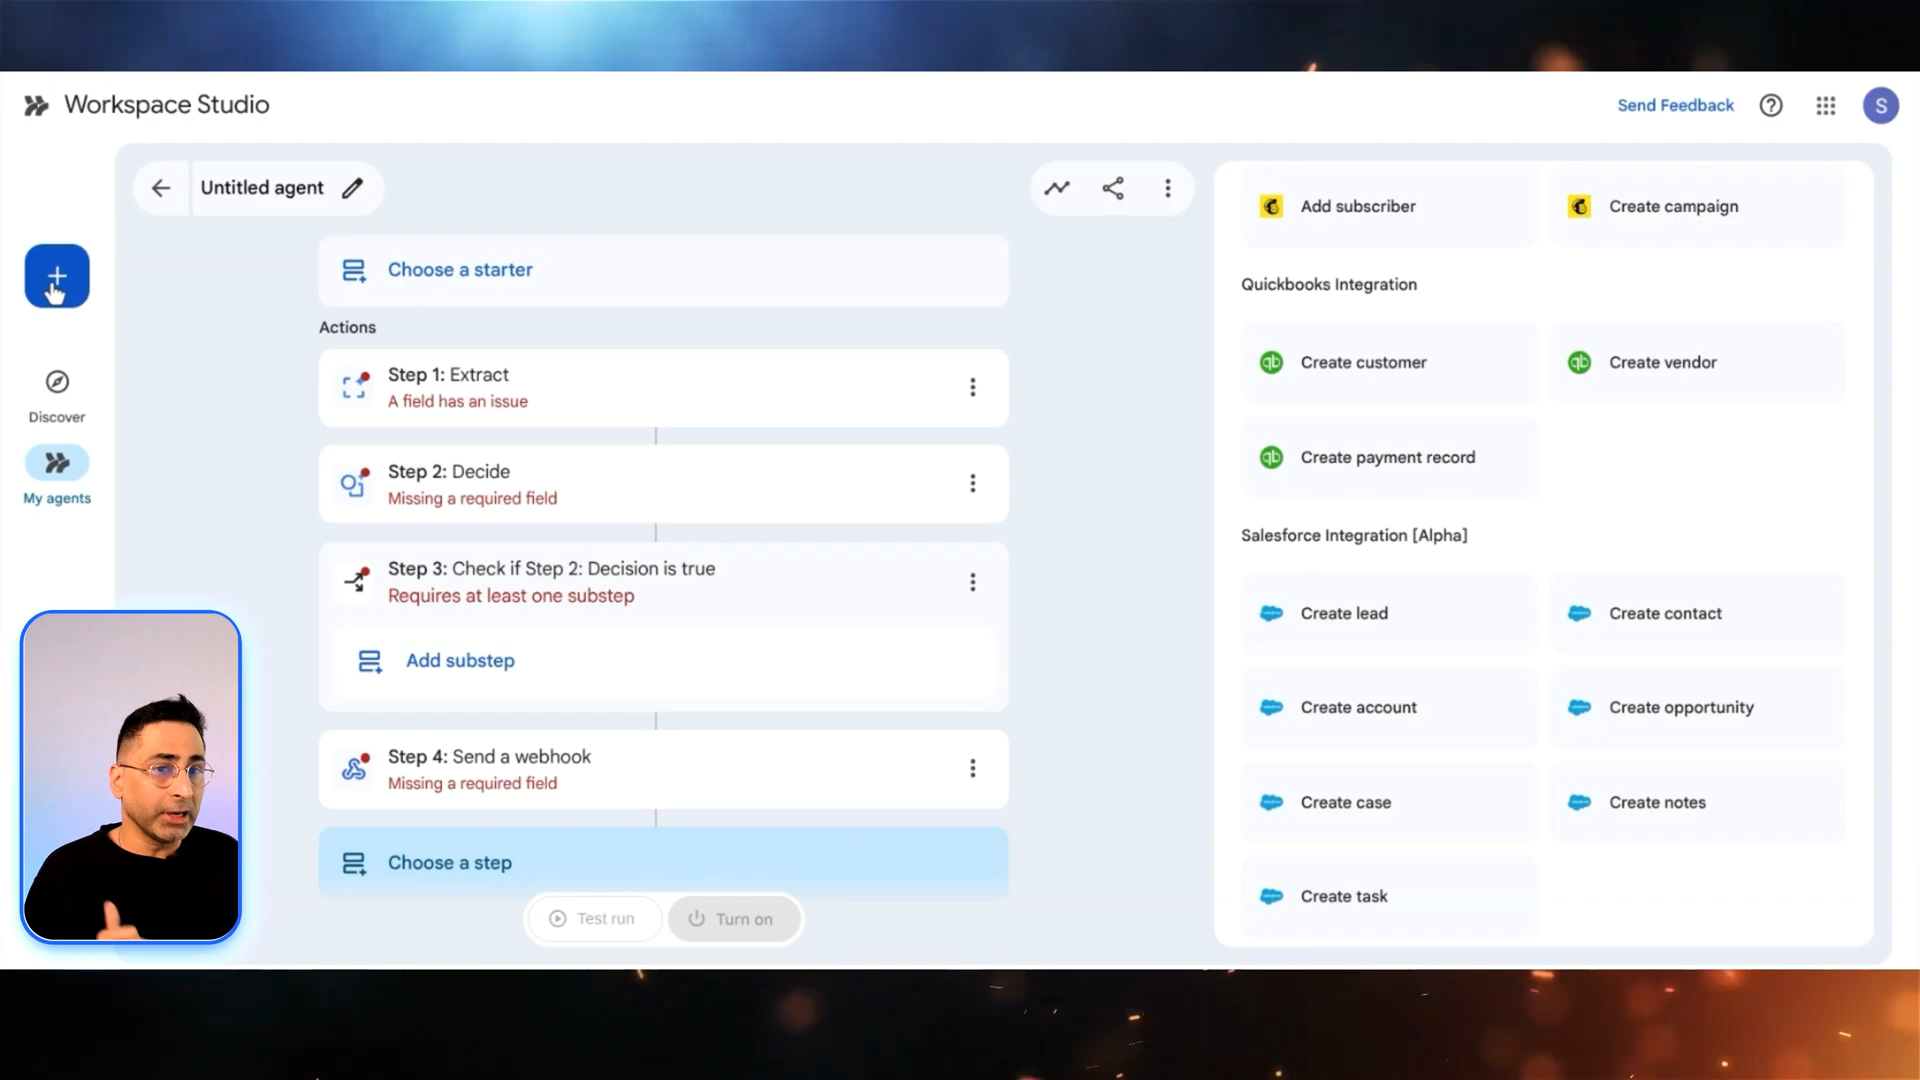 Workspace Studio
Send Feedback
S
Untitled agent
Choose a starter
Actions
Step 1: Extract
A field has an issue
Step 2: Decide
Missing a required field
Step 3: Check if Step 2: Decision is true
Requires at least one substep
Add substep
Step 4: Send a webhook
Missing a required field
Choose a step
Test run
Turn on
Discover
My agents
Add subscriber
Create campaign
Quickbooks Integration
qb
Create customer
qb
Create vendor
qb
Create payment record
Salesforce Integration [Alpha]
Create lead
Create contact
Create account
Create opportunity
Create case
Create notes
Create task